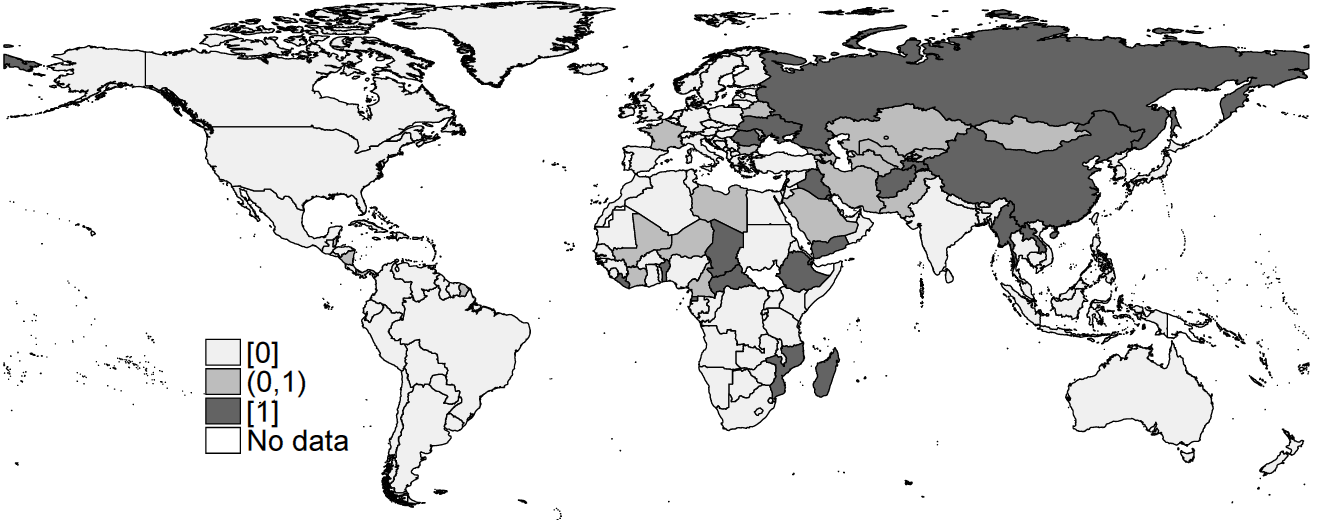 [0]
(0,1)
[1]
No data